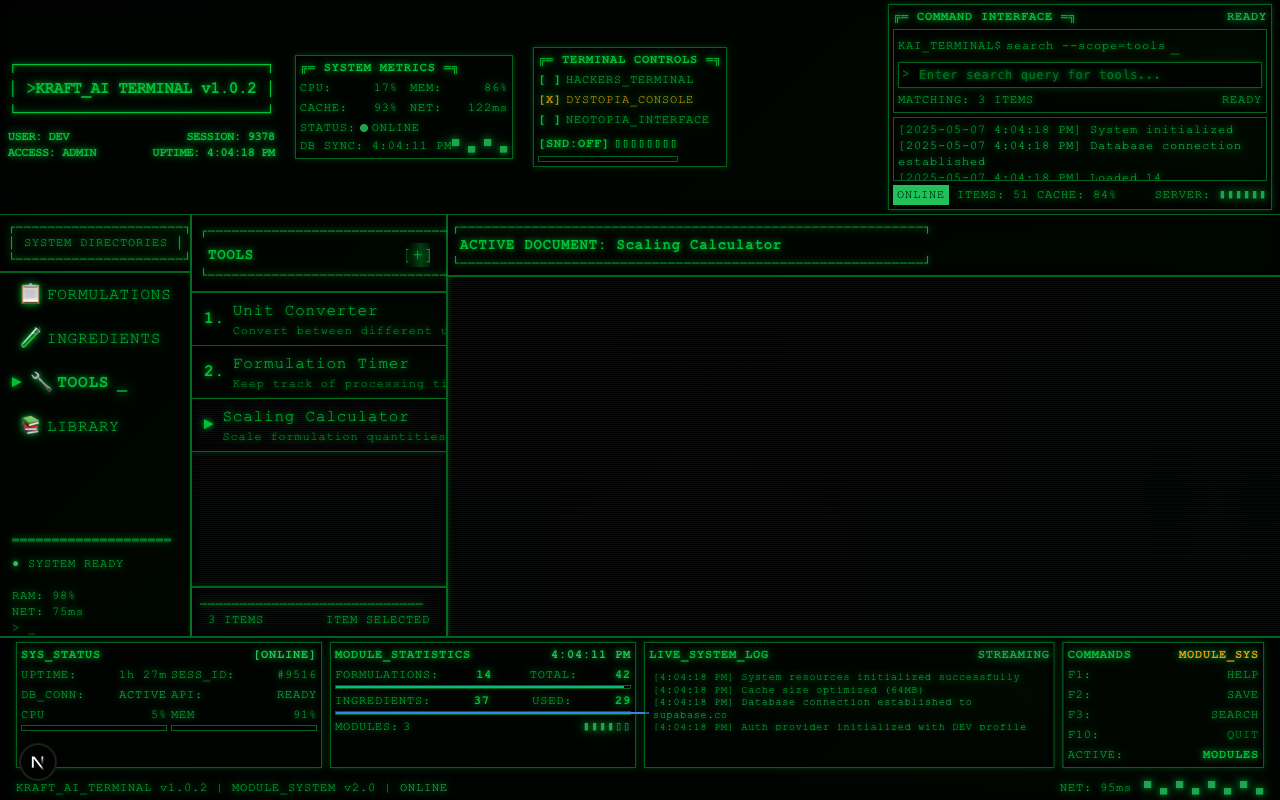 >KRAFT_AI TERMINAL v1.0.2
USER: DEV SESSION: 9378
ACCESS: ADMIN UPTIME: 4:04:18 PM
SYSTEM METRICS
CPU: 17% MEM: 86%
CACHE: 93% NET: 122ms
STATUS: ONLINE
DB SYNC: 4:04:11 PM
TERMINAL CONTROLS
[ ] HACKERS_TERMINAL
[X] DYSTOPIA_CONSOLE
[ ] NEOTOPIA_INTERFACE
[SND:OFF]
COMMAND INTERFACE READY
KAI_TERMINAL$ search --scope=tools _
> Enter search query for tools...
MATCHING: 3 ITEMS READY
[2025-05-07 4:04:18 PM] System initialized
[2025-05-07 4:04:18 PM] Database connection
established
[2025-05-07 4:04:18 PM] Loaded 14
ONLINE ITEMS: 51 CACHE: 84% SERVER:
SYSTEM DIRECTORIES
FORMULATIONS
INGREDIENTS
▶ TOOLS _
LIBRARY
● SYSTEM READY
RAM: 98%
NET: 75ms
> _
TOOLS [+]
1. Unit Converter
Convert between different u
2. Formulation Timer
Keep track of processing ti
▶ Scaling Calculator
Scale formulation quantities
3 ITEMS ITEM SELECTED
ACTIVE DOCUMENT: Scaling Calculator
SYS_STATUS [ONLINE]
UPTIME: 1h 27m SESS_ID: #9516
DB_CONN: ACTIVE API: READY
CPU 5% MEM 91%
MODULE_STATISTICS 4:04:11 PM
FORMULATIONS: 14 TOTAL: 42
INGREDIENTS: 37 USED: 29
MODULES: 3
LIVE_SYSTEM_LOG STREAMING
[4:04:18 PM] System resources initialized successfully
[4:04:18 PM] Cache size optimized (64MB)
[4:04:18 PM] Database connection established to
supabase.co
[4:04:18 PM] Auth provider initialized with DEV profile
COMMANDS MODULE_SYS
F1: HELP
F2: SAVE
F3: SEARCH
F10: QUIT
ACTIVE: MODULES
N
KRAFT_AI_TERMINAL v1.0.2 | MODULE_SYSTEM v2.0 | ONLINE
NET: 95ms